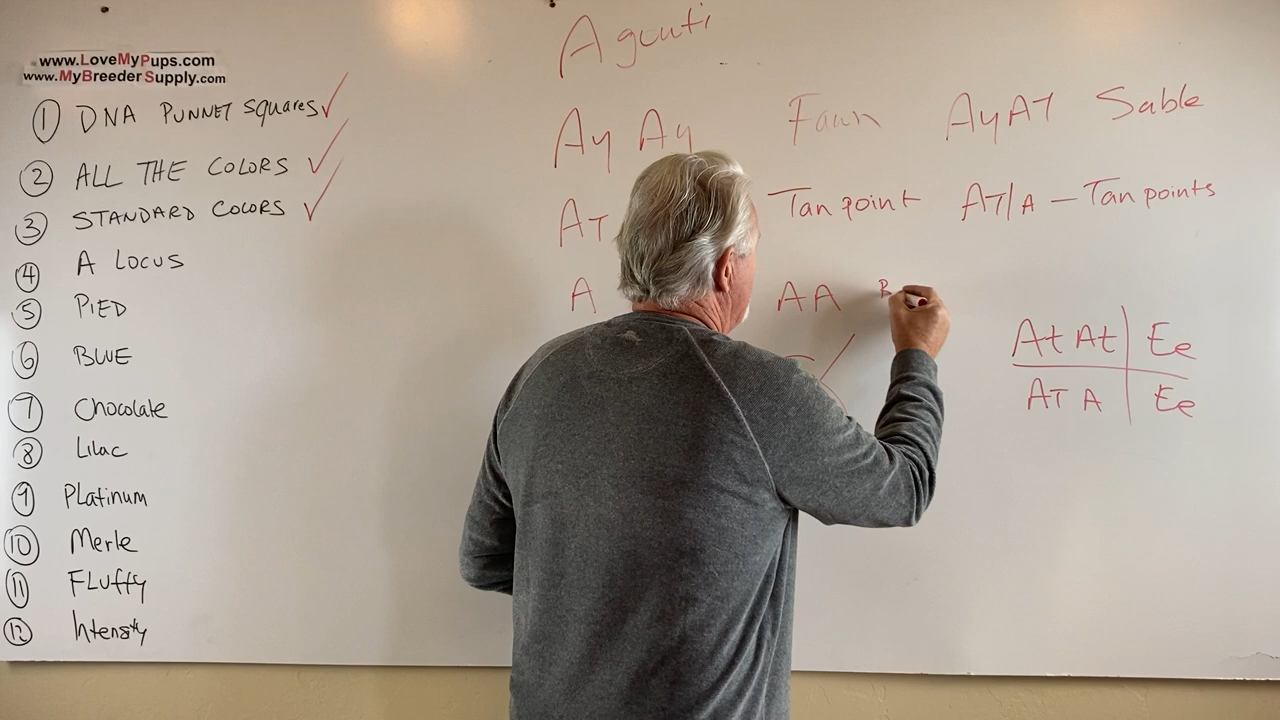 www.LoveMyPups.com
www.MyBreederSupply.com
① DNA PUNNET SQUARES ✓
② ALL THE COLORS ✓
③ STANDARD COLORS ✓
④ A LOCUS
⑤ PIED
⑥ BLUE
⑦ Chocolate
⑧ Lilac
⑨ Platinum
⑩ Merle
⑪ FLuffy
⑫ Intensity
Agouti
Ay Ay Fawn AyAT Sable
AT Tan point AT/A - Tan points
A AA B
At At Ee
AT A Ee